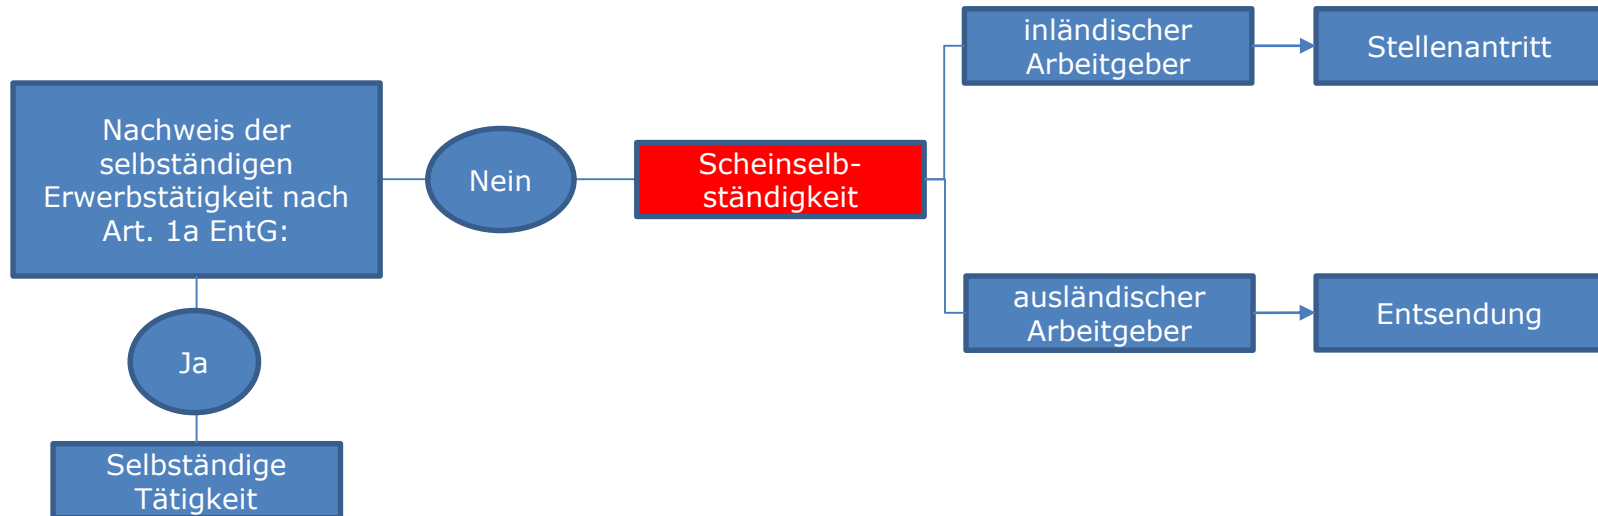 Nachweis der
selbständigen
Erwerbstätigkeit nach
Art. 1a EntG:
Nein
Scheinselb-
ständigkeit
inländischer
Arbeitgeber
Stellenantritt
ausländischer
Arbeitgeber
Entsendung
Ja
Selbständige
Tätigkeit